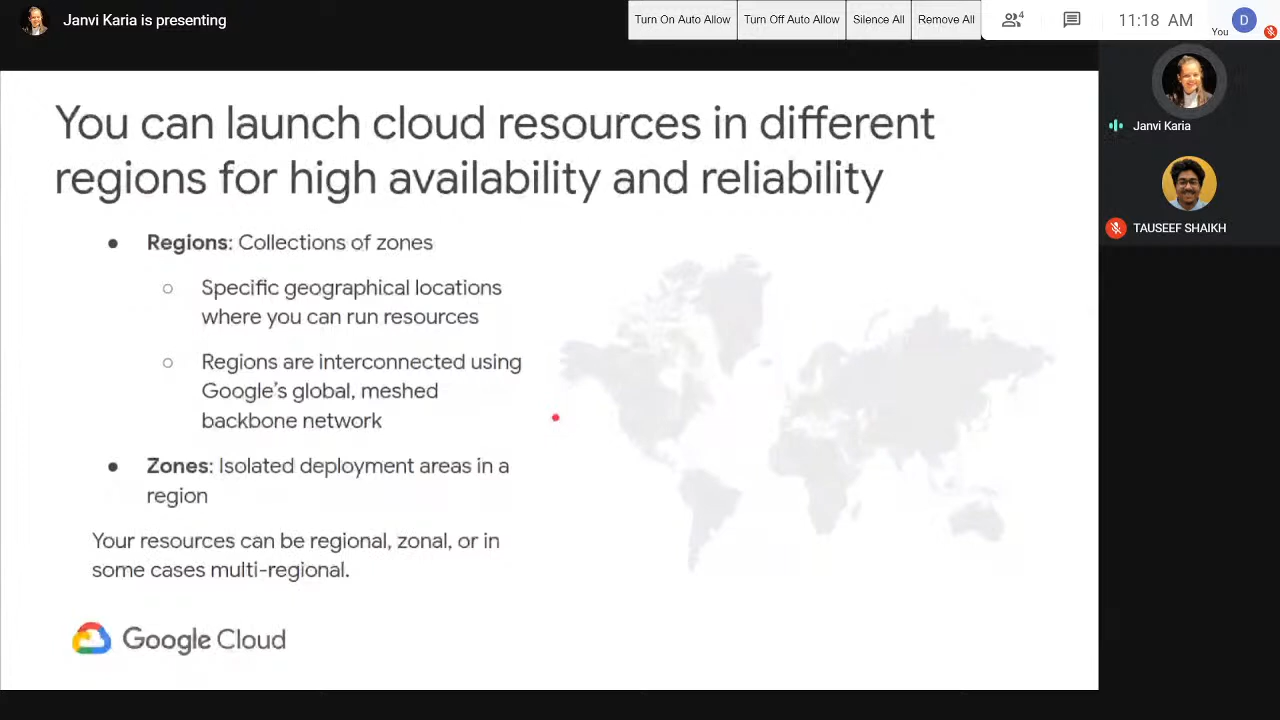 Janvi Karia is presenting
Turn On Auto Allow
Turn Off Auto Allow
Silence All
Remove All
4
11:18 AM
You
D
You can launch cloud resources in different
regions for high availability and reliability
● Regions: Collections of zones
○ Specific geographical locations
where you can run resources
○ Regions are interconnected using
Google's global, meshed
backbone network
● Zones: Isolated deployment areas in a
region
Your resources can be regional, zonal, or in
some cases multi-regional.
Google Cloud
Janvi Karia
TAUSEEF SHAIKH